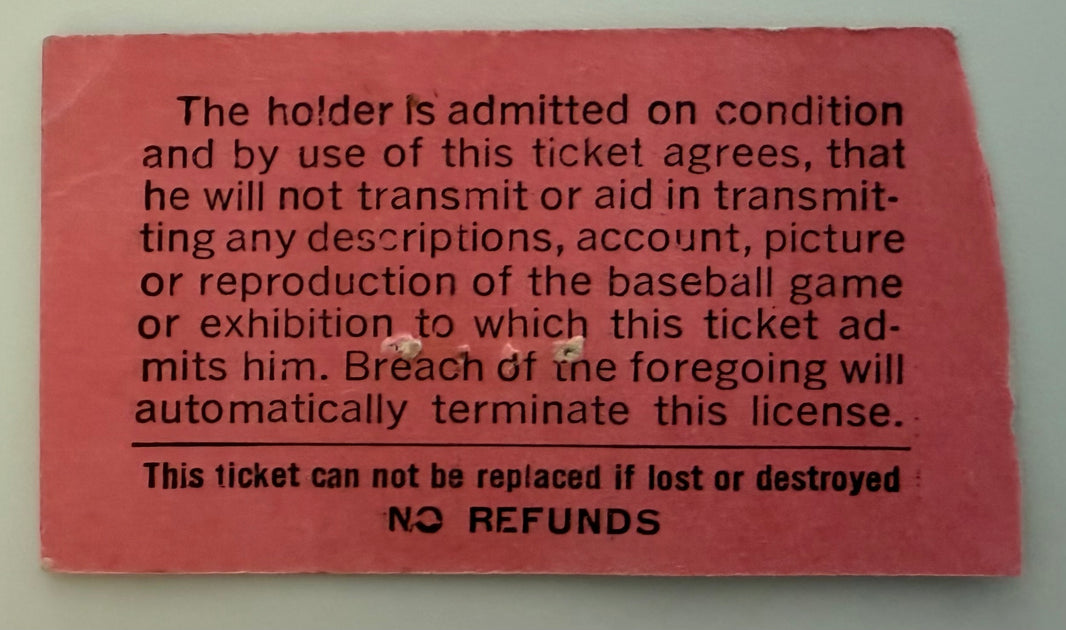 The holder is admitted on condition
and by use of this ticket agrees, that
he will not transmit or aid in transmit-
ting any descriptions, account, picture
or reproduction of the baseball game
or exhibition to which this ticket ad-
mits him. Breach of the foregoing will
automatically terminate this license.
This ticket can not be replaced if lost or destroyed
NO REFUNDS